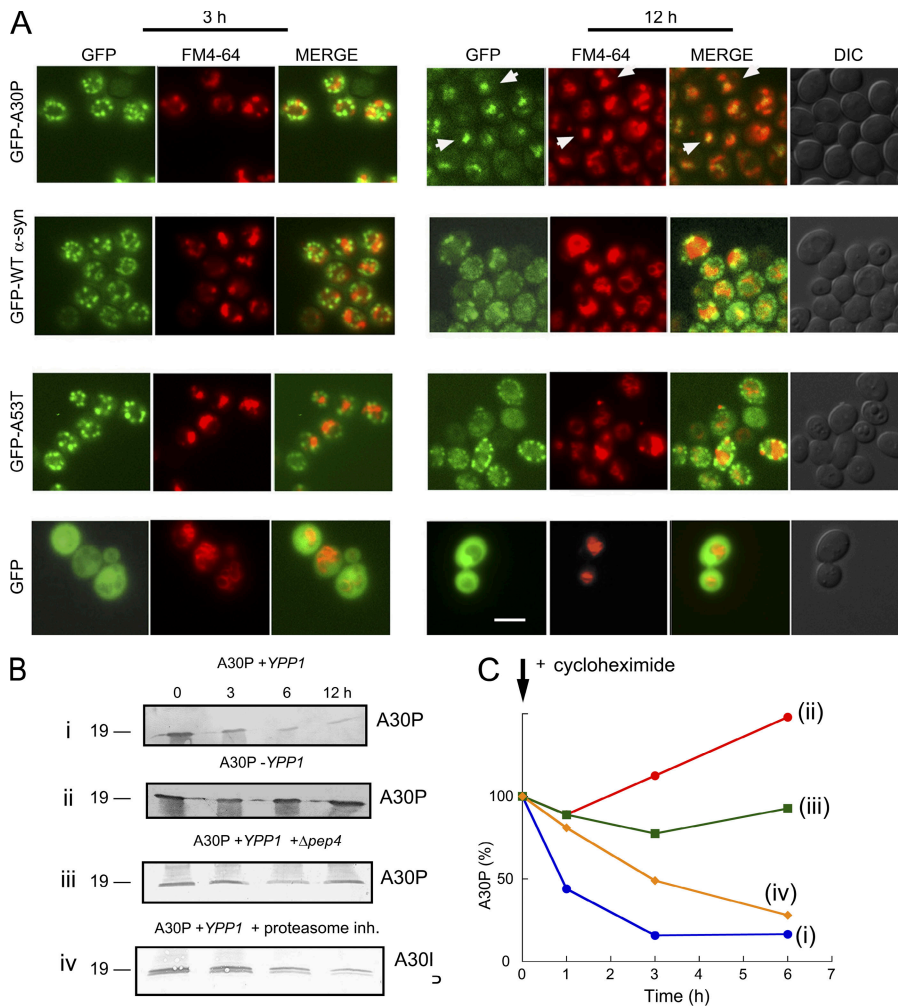 A
3 h
12 h
GFP FM4-64 MERGE
GFP FM4-64 MERGE DIC
GFP-A30P
GFP-WT α-syn
GFP-A53T
GFP
B
A30P +YPP1
0 3 6 12 h
i 19 A30P
A30P -YPP1
ii 19 A30P
A30P +YPP1 +Δpep4
iii 19 A30P
A30P +YPP1 + proteasome inh.
iv 19 A30I
C
+ cycloheximide
(ii)
(iii)
(iv)
(i)
A30P (%)
100
50
0
0 1 2 3 4 5 6 7
Time (h)